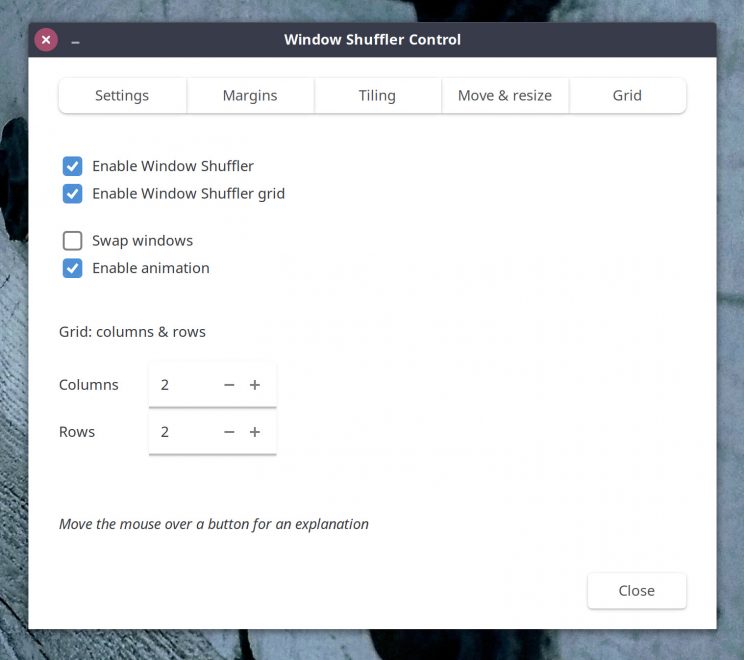 Window Shuffler Control
Settings Margins Tiling Move & resize Grid
Enable Window Shuffler
Enable Window Shuffler grid
Swap windows
Enable animation
Grid: columns & rows
Columns 2 − +
Rows 2 − +
Move the mouse over a button for an explanation
Close